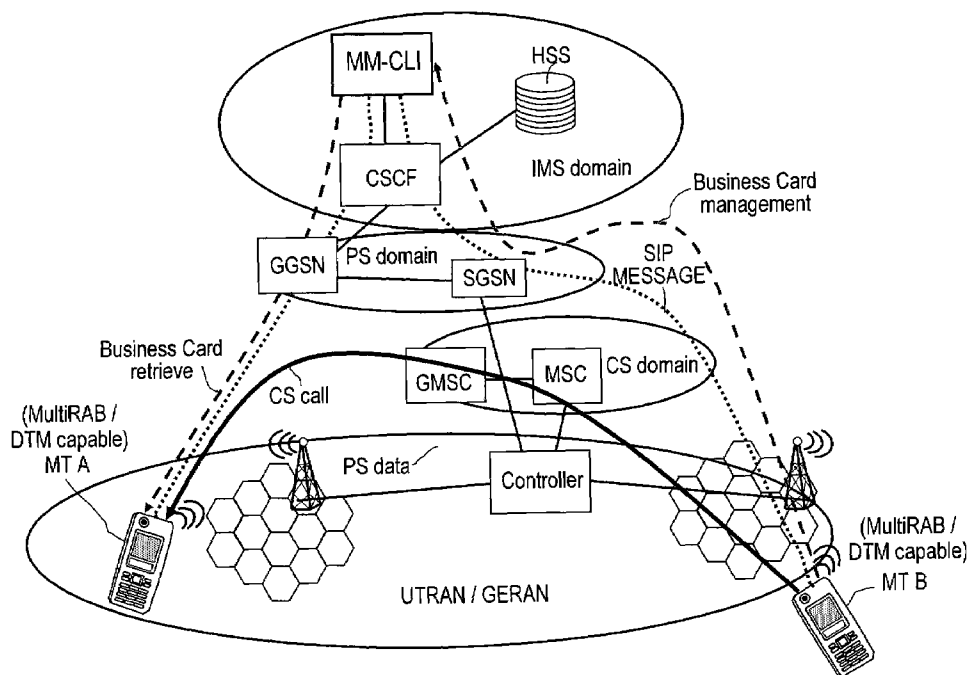 MM-CLI
HSS
CSCF
IMS domain
Business Card
management
GGSN
PS domain
SGSN
SIP
MESSAGE
Business Card
retrieve
CS call
GMSC
MSC
CS domain
(MultiRAB /
DTM capable)
MT A
PS data
Controller
(MultiRAB /
DTM capable)
MT B
UTRAN / GERAN